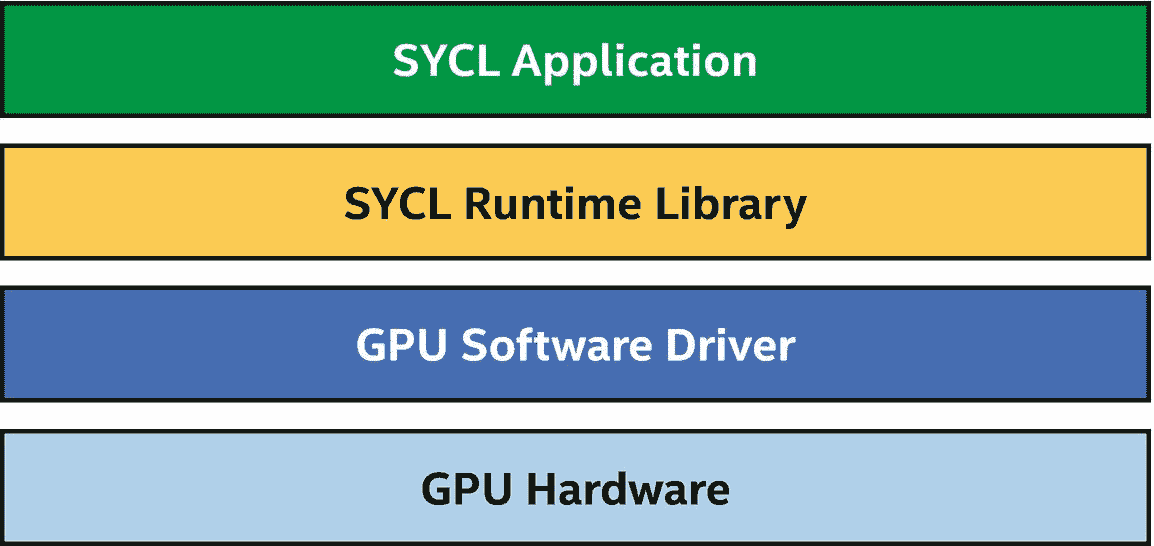 SYCL Application
SYCL Runtime Library
GPU Software Driver
GPU Hardware